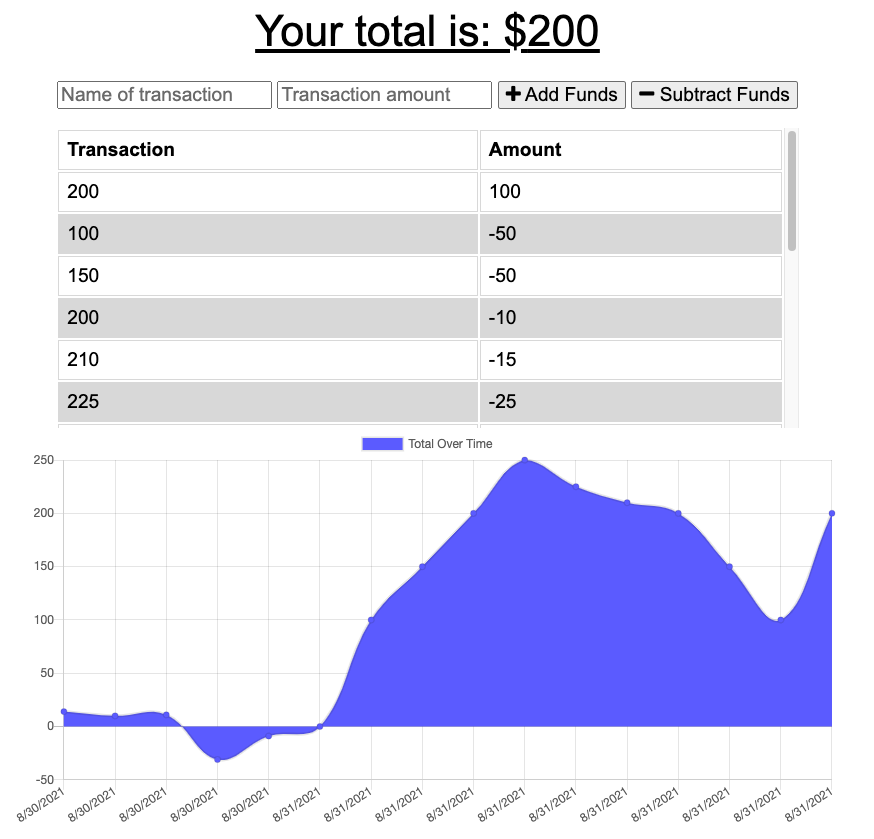 Your total is: $200
Name of transaction Transaction amount + Add Funds − Subtract Funds
Transaction Amount
200 100
100 -50
150 -50
200 -10
210 -15
225 -25
Total Over Time
250
200
150
100
50
0
-50
8/30/2021 8/30/2021 8/30/2021 8/30/2021 8/30/2021 8/31/2021 8/31/2021 8/31/2021 8/31/2021 8/31/2021 8/31/2021 8/31/2021 8/31/2021 8/31/2021 8/31/2021 8/31/2021